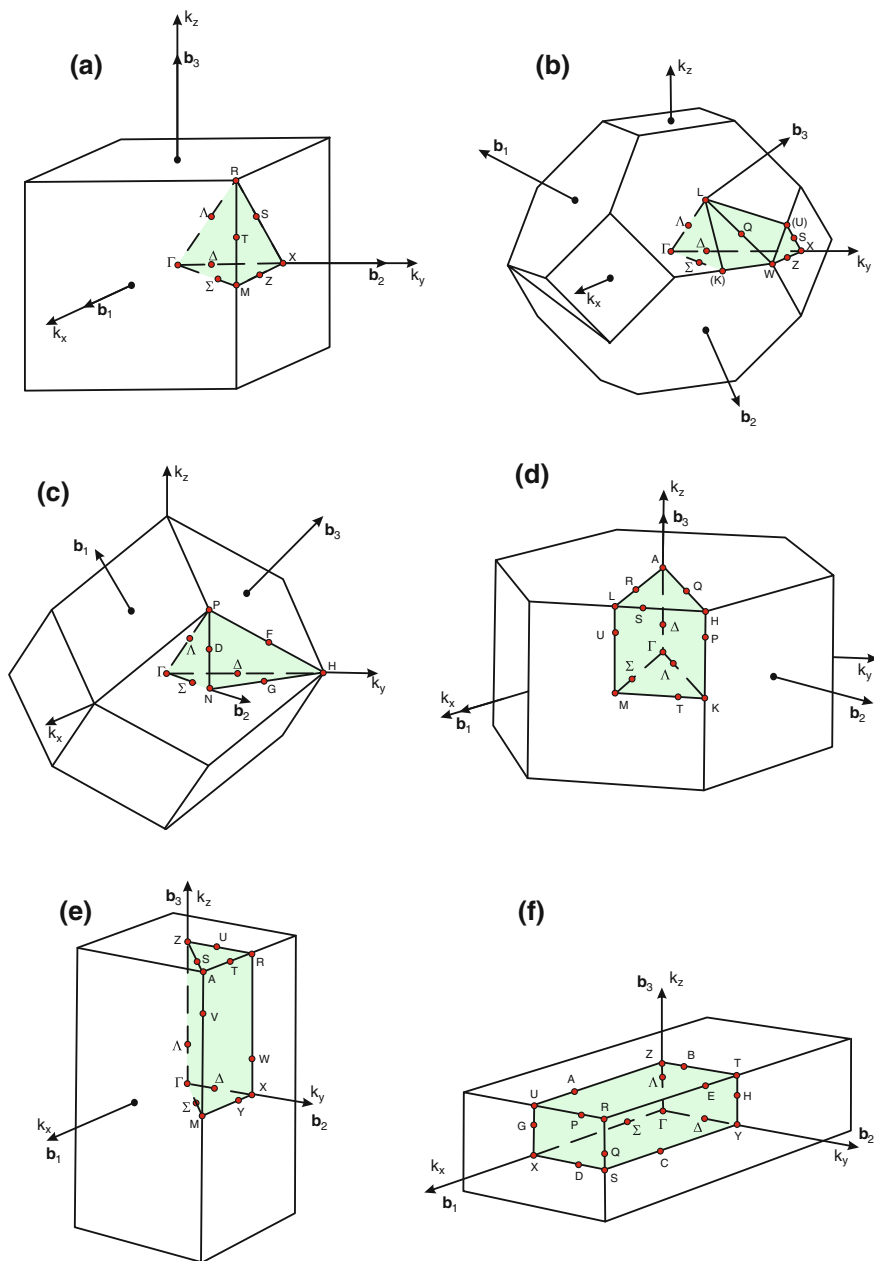 (a)
k_z
b_3
R
Λ
S
T
Γ
Δ
X
k_y
b_2
Σ
M
Z
b_1
k_x
(b)
k_z
b_1
b_3
L
Λ
Q
(U)
S
Γ
Δ
X
k_y
Σ
(K)
W
Z
k_x
b_2
(c)
k_z
b_1
b_3
P
Λ
D
F
Γ
Δ
H
k_y
Σ
N
G
b_2
k_x
(d)
k_z
b_3
A
R
Q
L
S
H
U
Δ
P
Γ
Σ
Λ
M
T
K
k_x
b_1
k_y
b_2
(e)
b_3
k_z
Z
U
S
T
R
A
V
Λ
W
Γ
Δ
X
k_y
b_2
Σ
M
Y
k_x
b_1
(f)
b_3
k_z
Z
B
T
A
Λ
U
R
E
H
G
P
Σ
Γ
Δ
Y
b_2
k_y
X
Q
D
S
C
k_x
b_1